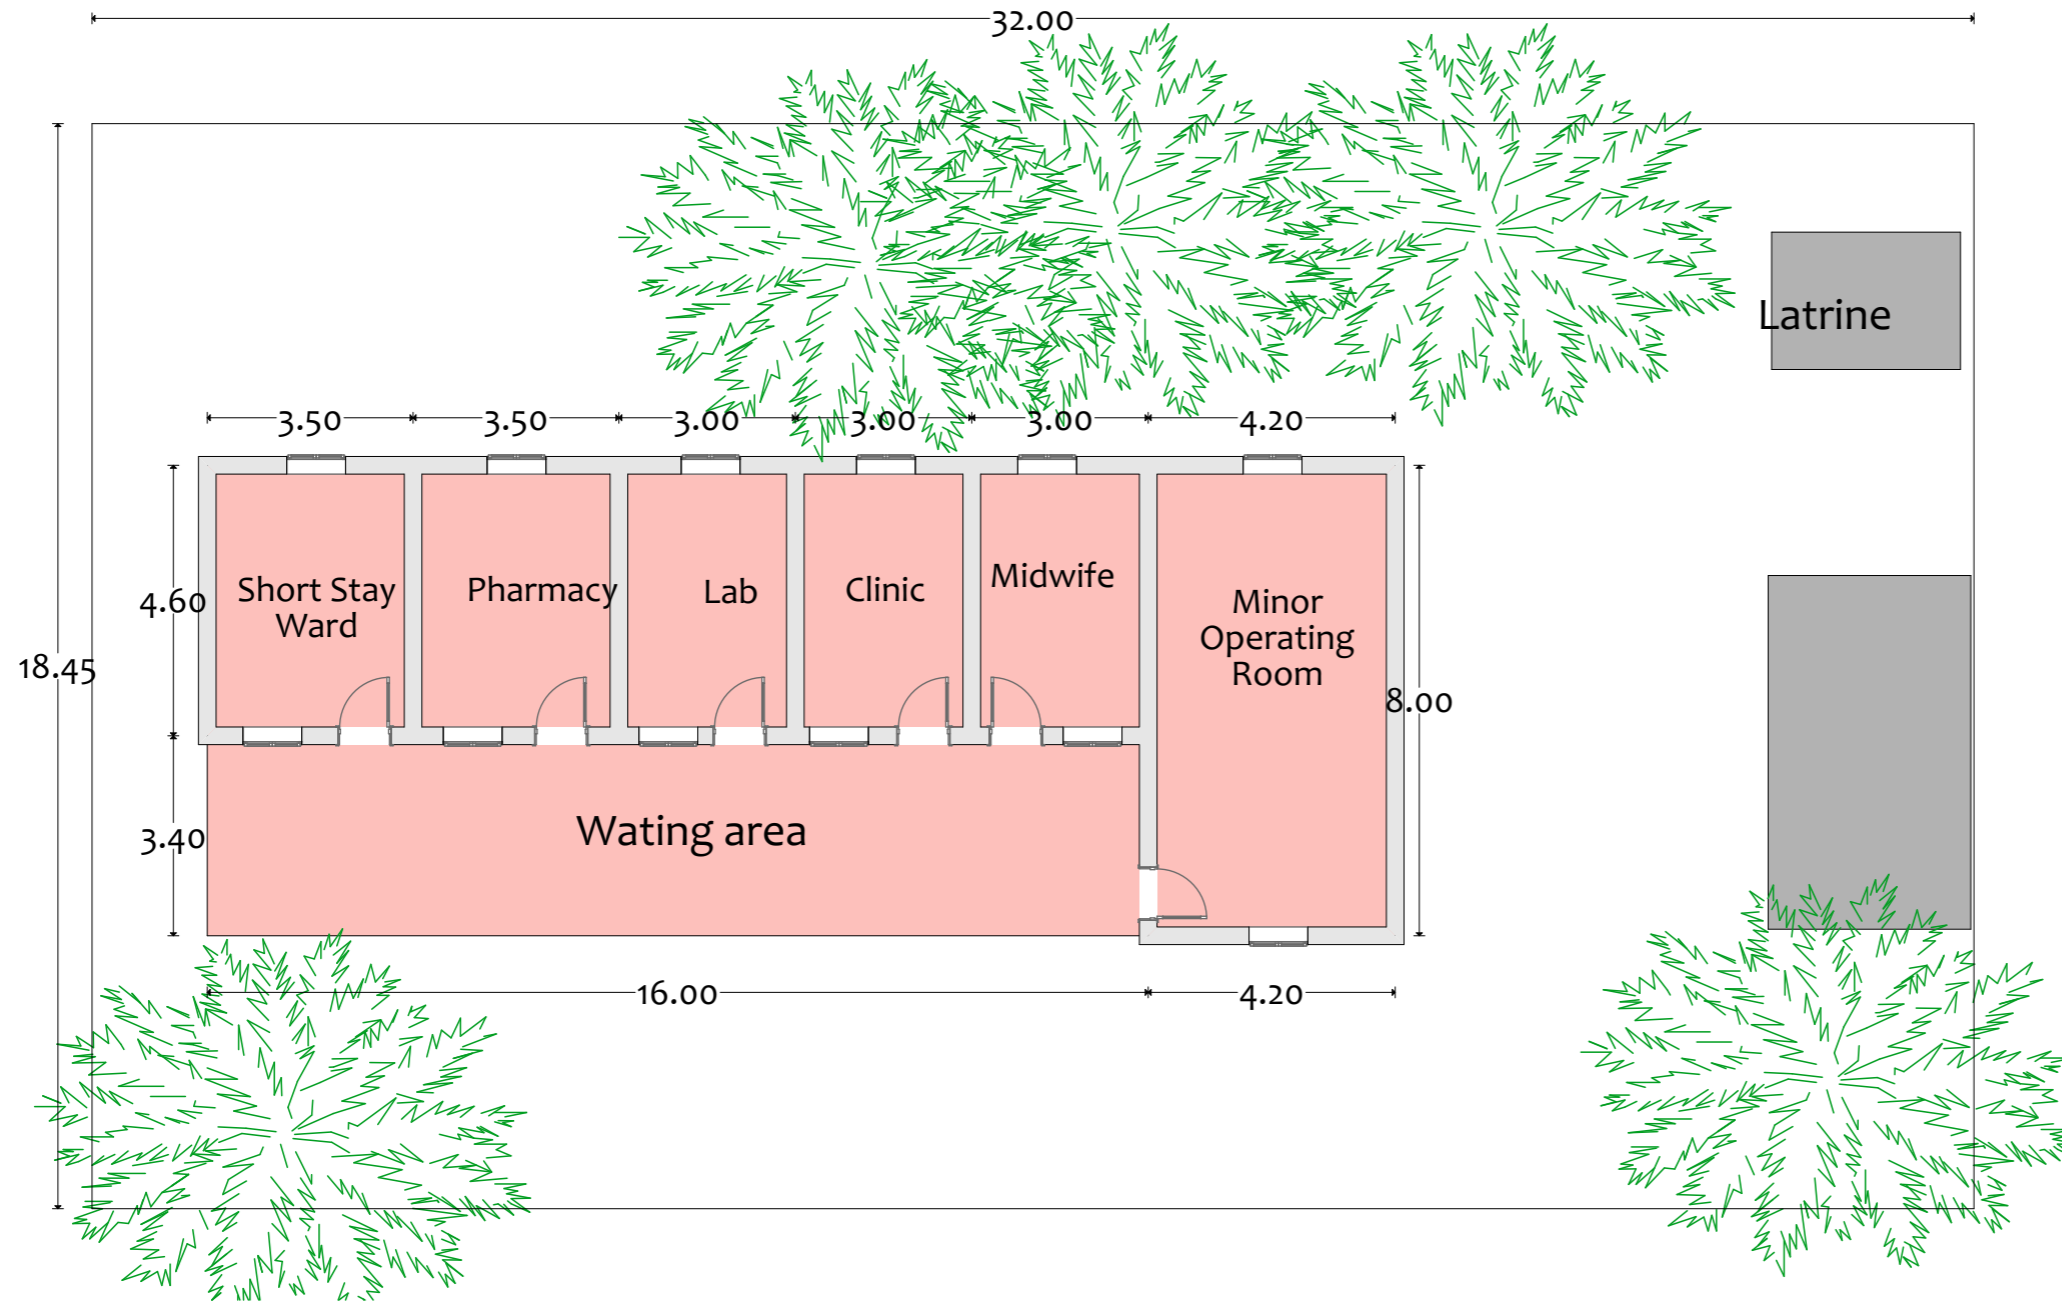 32.00
Latrine
3.50
3.50
3.00
3.00
3.00
4.20
Short Stay
Ward
Pharmacy
Lab
Clinic
Midwife
Minor
Operating
Room
4.60
18.45
8.00
3.40
Wating area
16.00
4.20